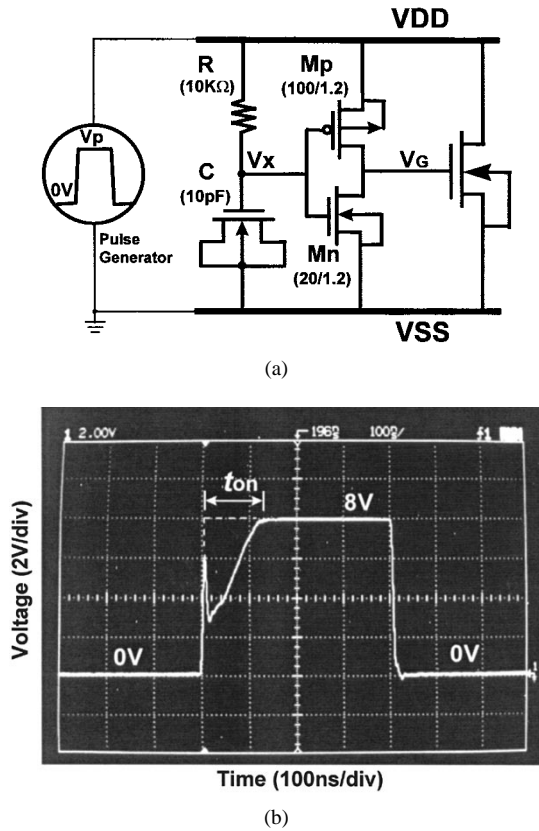 VDD
R
(10KΩ)
Mp
(100/1.2)
Vp
0V
Vx
VG
C
(10pF)
Pulse
Generator
Mn
(20/1.2)
VSS
(a)
1 2.00V
100
ton
8V
0V
0V
Voltage (2V/div)
Time (100ns/div)
(b)